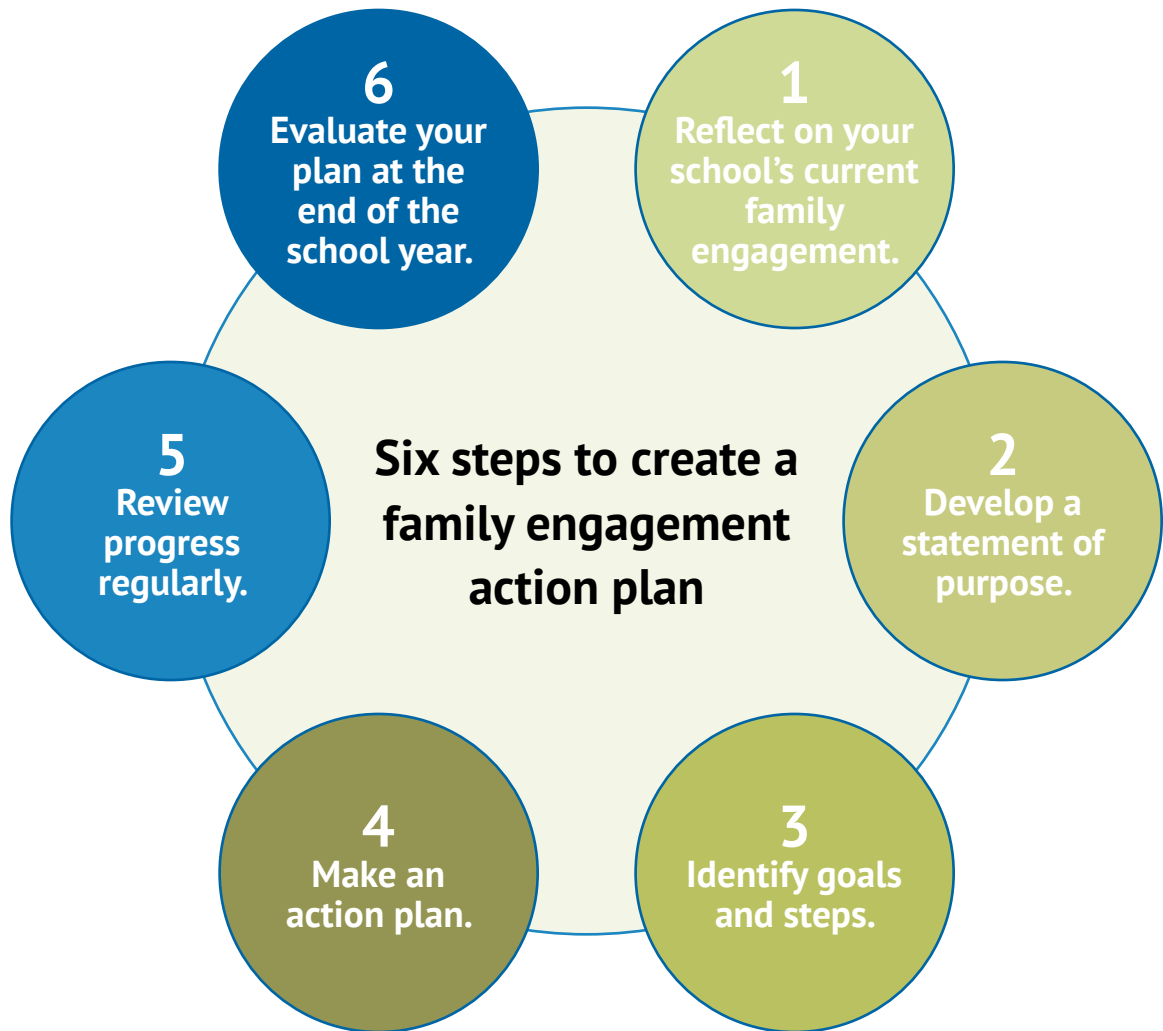 Six steps to create a
family engagement
action plan
1
Reflect on your
school's current
family
engagement.
2
Develop a
statement of
purpose.
3
Identify goals
and steps.
4
Make an
action plan.
5
Review
progress
regularly.
6
Evaluate your
plan at the
end of the
school year.